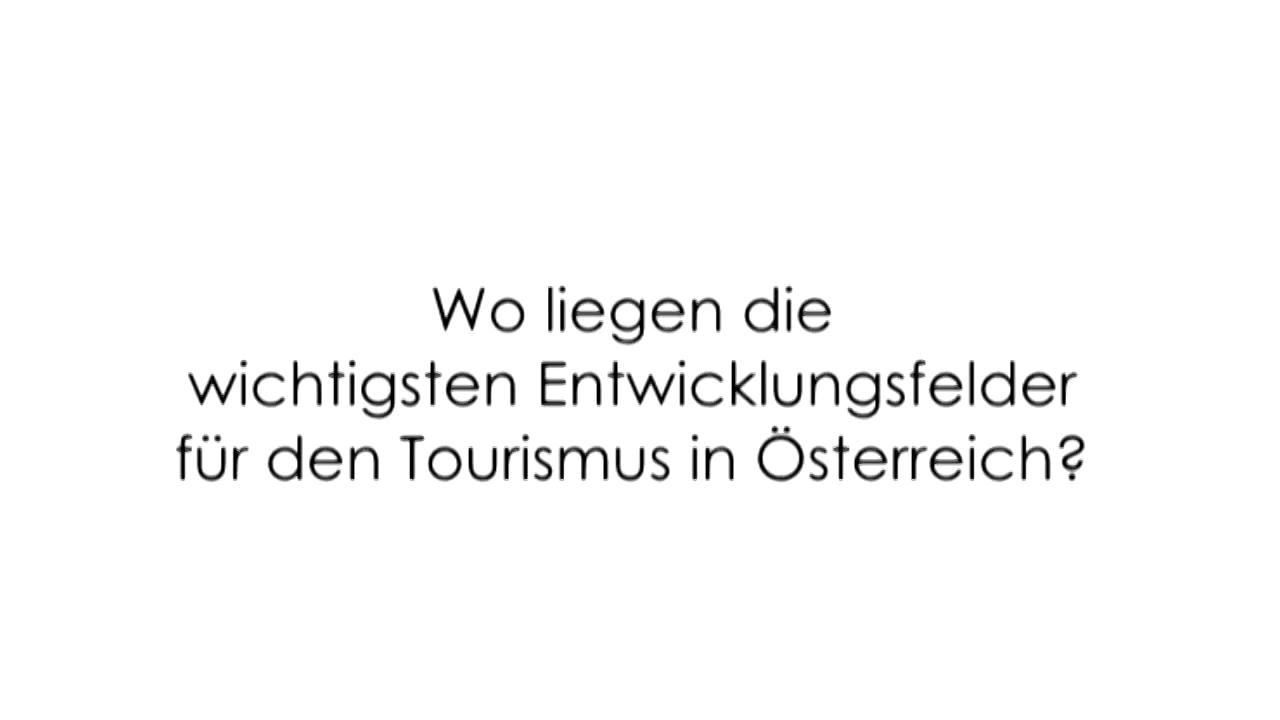 Wo liegen die
wichtigsten Entwicklungsfelder
für den Tourismus in Österreich?